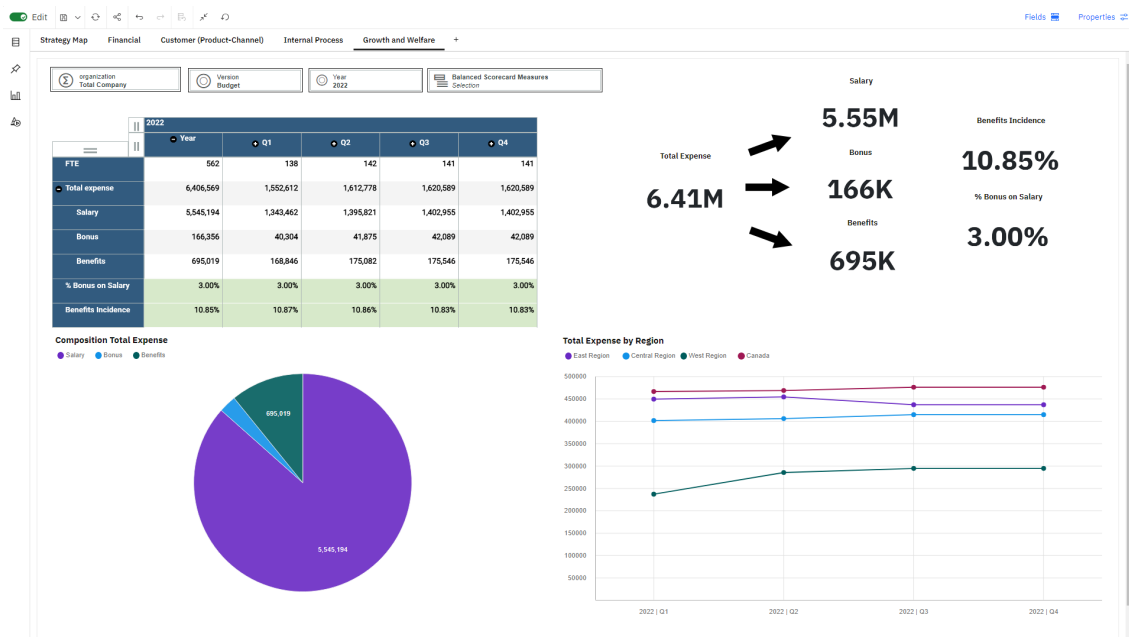 Edit
Fields
Properties
Strategy Map Financial Customer (Product-Channel) Internal Process Growth and Welfare +
organization
Total Company
Version
Budget
Year
2022
Balanced Scorecard Measures
Selection
2022
Year Q1 Q2 Q3 Q4
FTE 562 138 142 141 141
Total expense 6,406,569 1,552,612 1,612,778 1,620,589 1,620,589
Salary 5,545,194 1,343,462 1,395,821 1,402,955 1,402,955
Bonus 166,356 40,304 41,875 42,089 42,089
Benefits 695,019 168,846 175,082 175,546 175,546
% Bonus on Salary 3.00% 3.00% 3.00% 3.00% 3.00%
Benefits Incidence 10.85% 10.87% 10.86% 10.83% 10.83%
Total Expense
6.41M
Salary
5.55M
Bonus
166K
Benefits
695K
Benefits Incidence
10.85%
% Bonus on Salary
3.00%
Composition Total Expense
Salary Bonus Benefits
695,019
5,545,194
Total Expense by Region
East Region Central Region West Region Canada
500000
450000
400000
350000
300000
250000
200000
150000
100000
50000
2022 | Q1 2022 | Q2 2022 | Q3 2022 | Q4